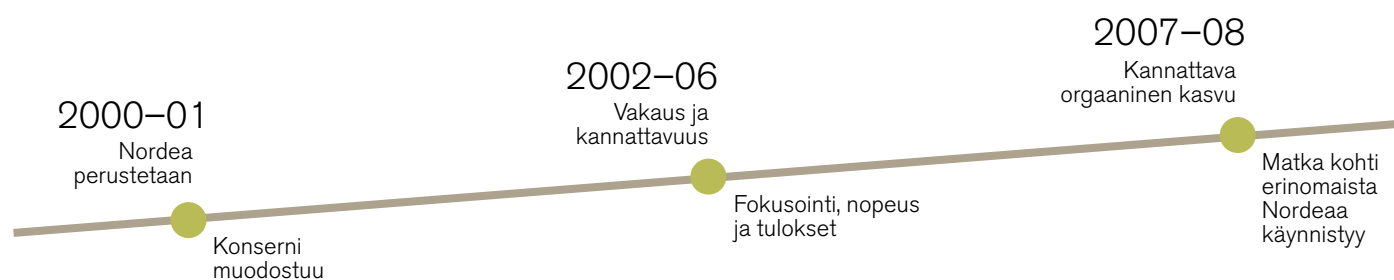 2000–01
Nordea
perustetaan
Konserni
muodostuu
2002–06
Vakaus ja
kannattavuus
Fokusointi, nopeus
ja tulokset
2007–08
Kannattava
orgaaninen kasvu
Matka kohti
erinomaista
Nordeaa
käynnistyy